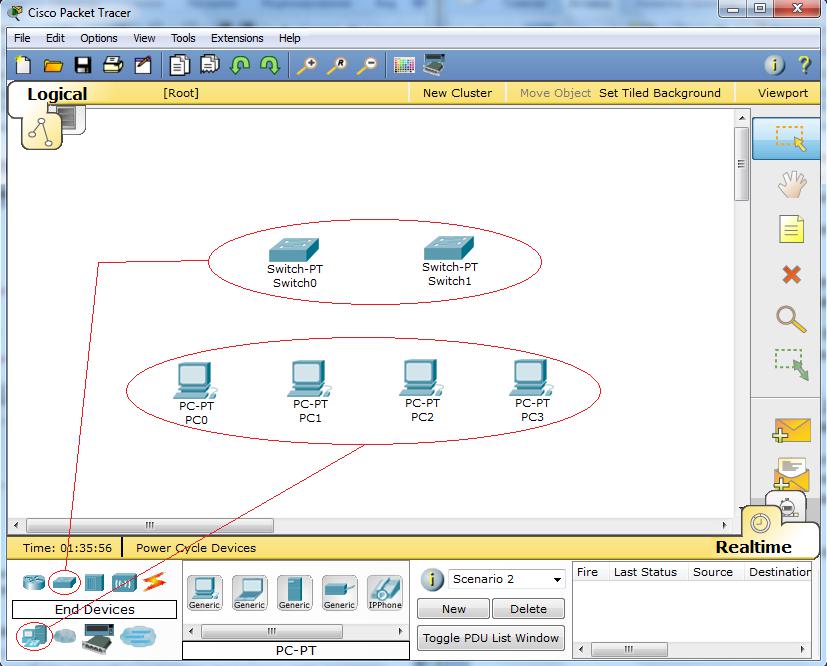 Cisco Packet Tracer
File Edit Options View Tools Extensions Help
Logical [Root] New Cluster Move Object Set Tiled Background Viewport
Switch-PT
Switch0
Switch-PT
Switch1
PC-PT
PC0
PC-PT
PC1
PC-PT
PC2
PC-PT
PC3
Realtime
Time: 01:35:56 Power Cycle Devices
End Devices
Generic Generic Generic Generic IPPhone
PC-PT
i Scenario 2
New Delete
Toggle PDU List Window
Fire Last Status Source Destination